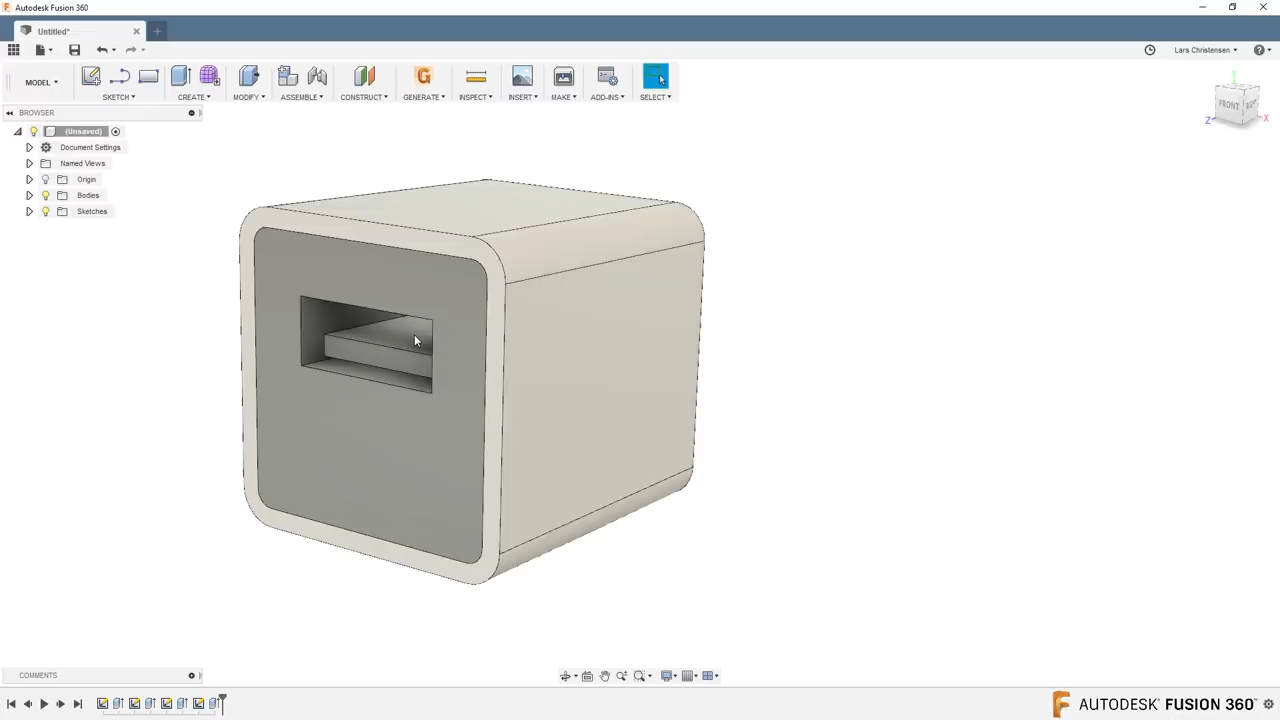 Autodesk Fusion 360
Untitled*
Lars Christensen
MODEL
SKETCH
CREATE
MODIFY
ASSEMBLE
CONSTRUCT
GENERATE
INSPECT
INSERT
MAKE
ADD-INS
SELECT
BROWSER
(Unsaved)
Document Settings
Named Views
Origin
Bodies
Sketches
FRONT
Y
Z
X
COMMENTS
AUTODESK® FUSION 360™